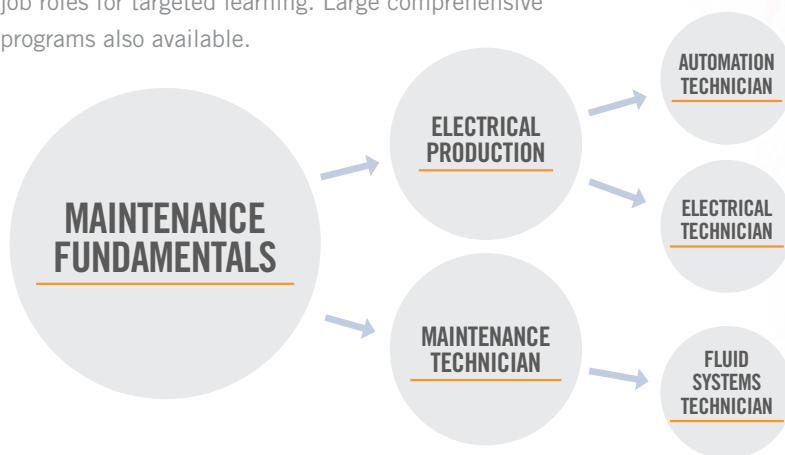 job roles for targeted learning. Large comprehensive
programs also available.
MAINTENANCE
FUNDAMENTALS
ELECTRICAL
PRODUCTION
MAINTENANCE
TECHNICIAN
AUTOMATION
TECHNICIAN
ELECTRICAL
TECHNICIAN
FLUID
SYSTEMS
TECHNICIAN